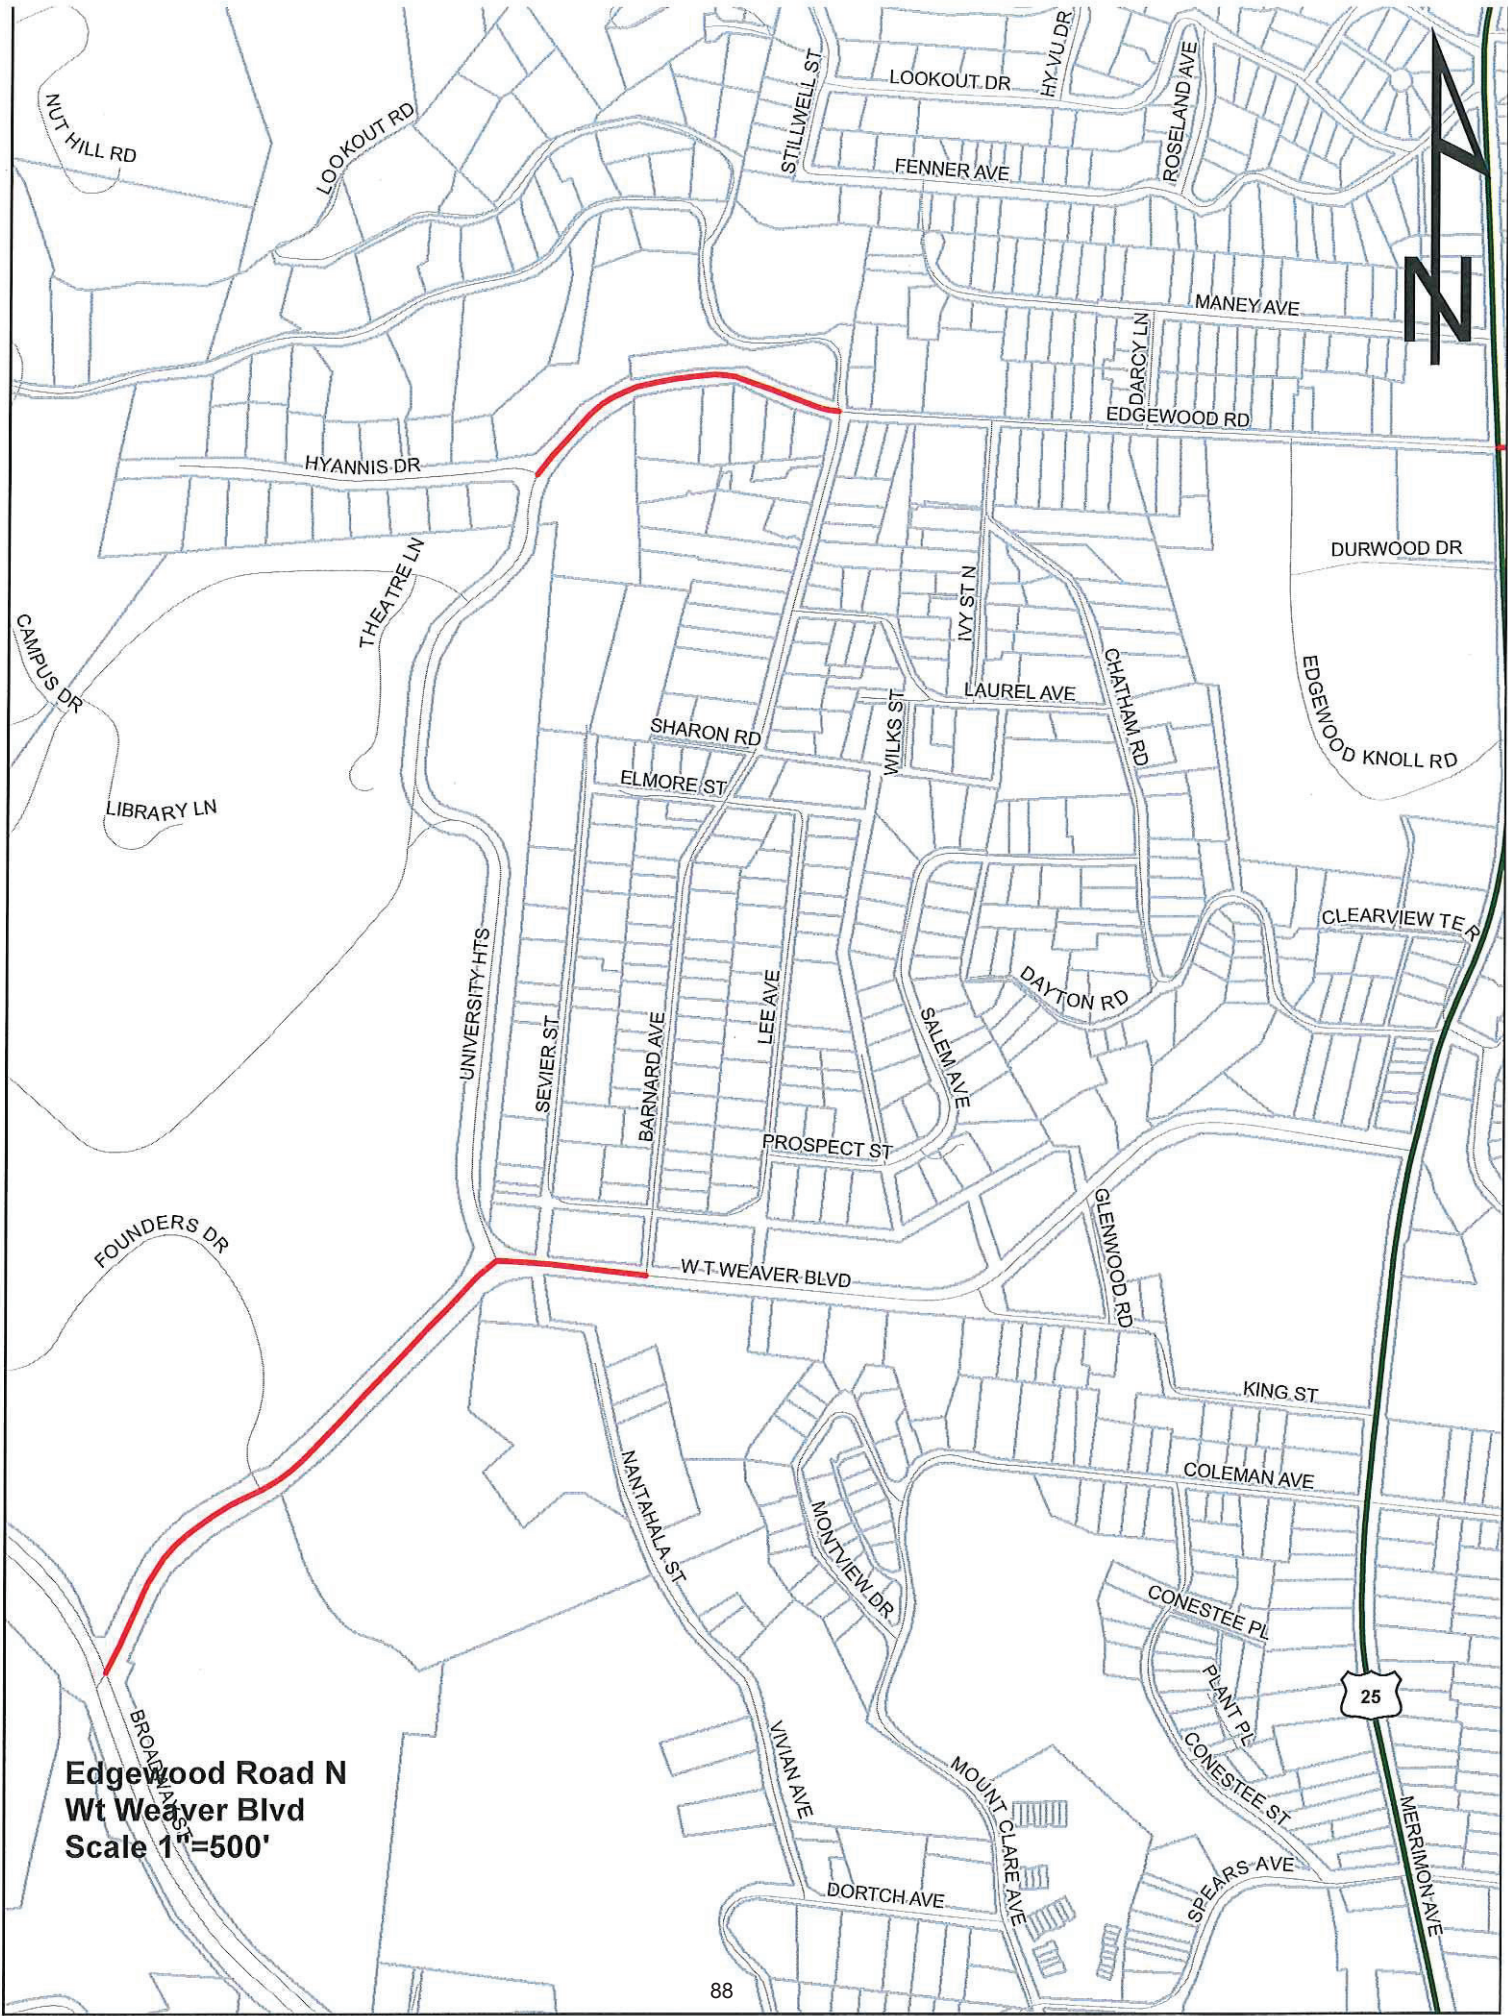 HY VU DR
STILLWELL ST
LOOKOUT DR
ROSELAND AVE
NUT HILL RD
LOOKOUT RD
FENNER AVE
N
MANEY AVE
DARCY LN
EDGEWOOD RD
HYANNIS DR
DURWOOD DR
THEATRE LN
IVY ST N
CAMPUS DR
CHATHAM RD
EDGEWOOD KNOLL RD
LAUREL AVE
WILKS ST
SHARON RD
ELMORE ST
LIBRARY LN
CLEARVIEW TER
UNIVERSITY HTS
DAYTON RD
LEE AVE
SALEM AVE
SEVIER ST
BARNARD AVE
PROSPECT ST
FOUNDERS DR
GLENWOOD RD
W T WEAVER BLVD
KING ST
COLEMAN AVE
NANTAHALA ST
MONTVIEW DR
CONESTEE PL
PLANT PL
25
BROADWAY ST
VIVIAN AVE
CONESTEE ST
MOUNT CLARE AVE
MERRIMON AVE
Edgewood Road N
Wt Weaver Blvd
Scale 1"=500'
SPEARS AVE
DORTCH AVE
88